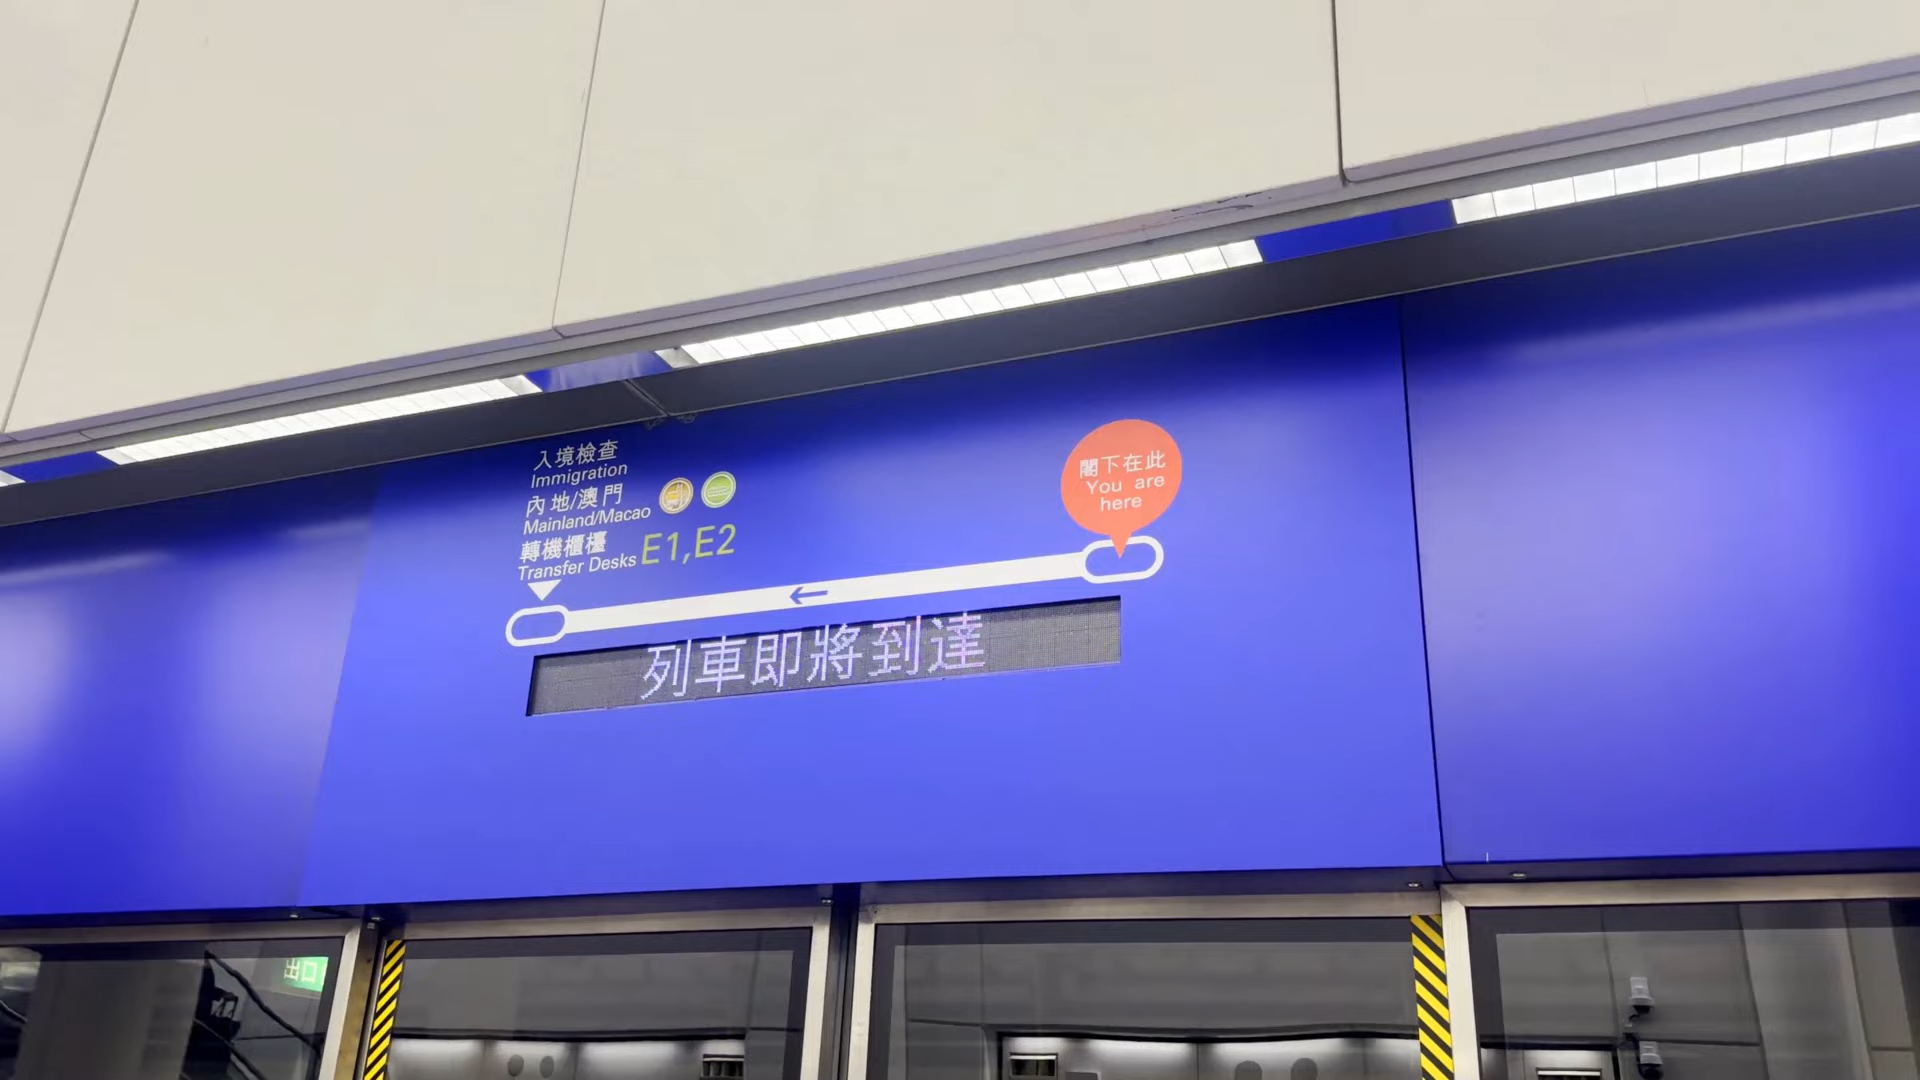 入境檢查
Immigration
內地/澳門
Mainland/Macao
轉機櫃檯
Transfer Desks E1,E2
閣下在此
You are
here
列車即將到達
出口